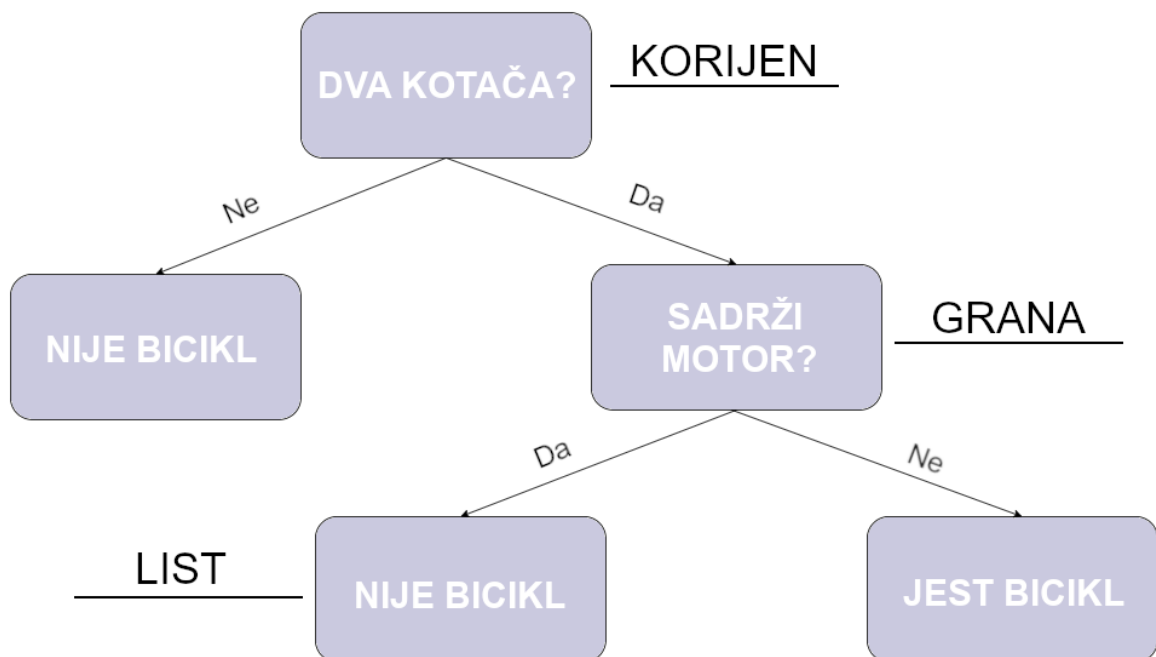 DVA KOTAČA?
KORIJEN
Ne
Da
NIJE BICIKL
SADRŽI
MOTOR?
GRANA
Da
Ne
LIST
NIJE BICIKL
JEST BICIKL